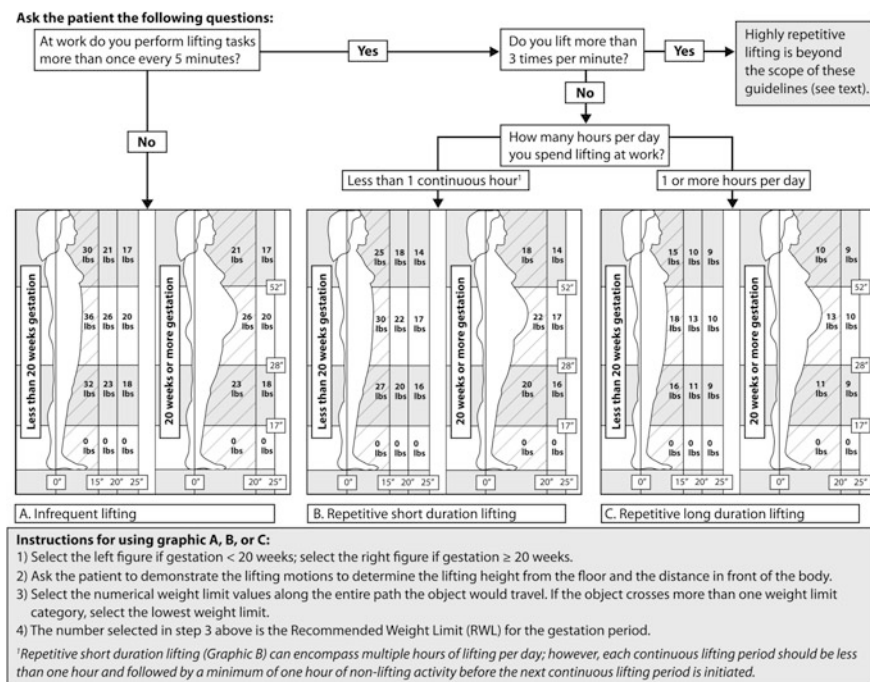 Ask the patient the following questions:
At work do you perform lifting tasks
more than once every 5 minutes?
Yes
Do you lift more than
3 times per minute?
Yes
Highly repetitive
lifting is beyond
the scope of these
guidelines (see text).
No
No
How many hours per day
you spend lifting at work?
Less than 1 continuous hour¹
1 or more hours per day
Less than 20 weeks gestation
30 lbs 21 lbs 17 lbs
36 lbs 26 lbs 20 lbs
32 lbs 23 lbs 18 lbs
0 lbs 0 lbs 0 lbs
0" 15" 20" 25"
20 weeks or more gestation
21 lbs 17 lbs
52"
26 lbs 20 lbs
28"
23 lbs 18 lbs
17"
0 lbs 0 lbs
0" 20" 25"
A. Infrequent lifting
Less than 20 weeks gestation
25 lbs 18 lbs 14 lbs
30 lbs 22 lbs 17 lbs
27 lbs 20 lbs 16 lbs
0 lbs 0 lbs 0 lbs
0" 15" 20" 25"
20 weeks or more gestation
18 lbs 14 lbs
52"
22 lbs 17 lbs
28"
20 lbs 16 lbs
17"
0 lbs 0 lbs
0" 20" 25"
B. Repetitive short duration lifting
Less than 20 weeks gestation
15 lbs 10 lbs 9 lbs
18 lbs 13 lbs 10 lbs
16 lbs 11 lbs 9 lbs
0 lbs 0 lbs 0 lbs
0" 15" 20" 25"
20 weeks or more gestation
10 lbs 9 lbs
52"
13 lbs 10 lbs
28"
11 lbs 9 lbs
17"
0 lbs 0 lbs
0" 20" 25"
C. Repetitive long duration lifting
Instructions for using graphic A, B, or C:
1) Select the left figure if gestation < 20 weeks; select the right figure if gestation ≥ 20 weeks.
2) Ask the patient to demonstrate the lifting motions to determine the lifting height from the floor and the distance in front of the body.
3) Select the numerical weight limit values along the entire path the object would travel. If the object crosses more than one weight limit
category, select the lowest weight limit.
4) The number selected in step 3 above is the Recommended Weight Limit (RWL) for the gestation period.
¹Repetitive short duration lifting (Graphic B) can encompass multiple hours of lifting per day; however, each continuous lifting period should be less
than one hour and followed by a minimum of one hour of non-lifting activity before the next continuous lifting period is initiated.